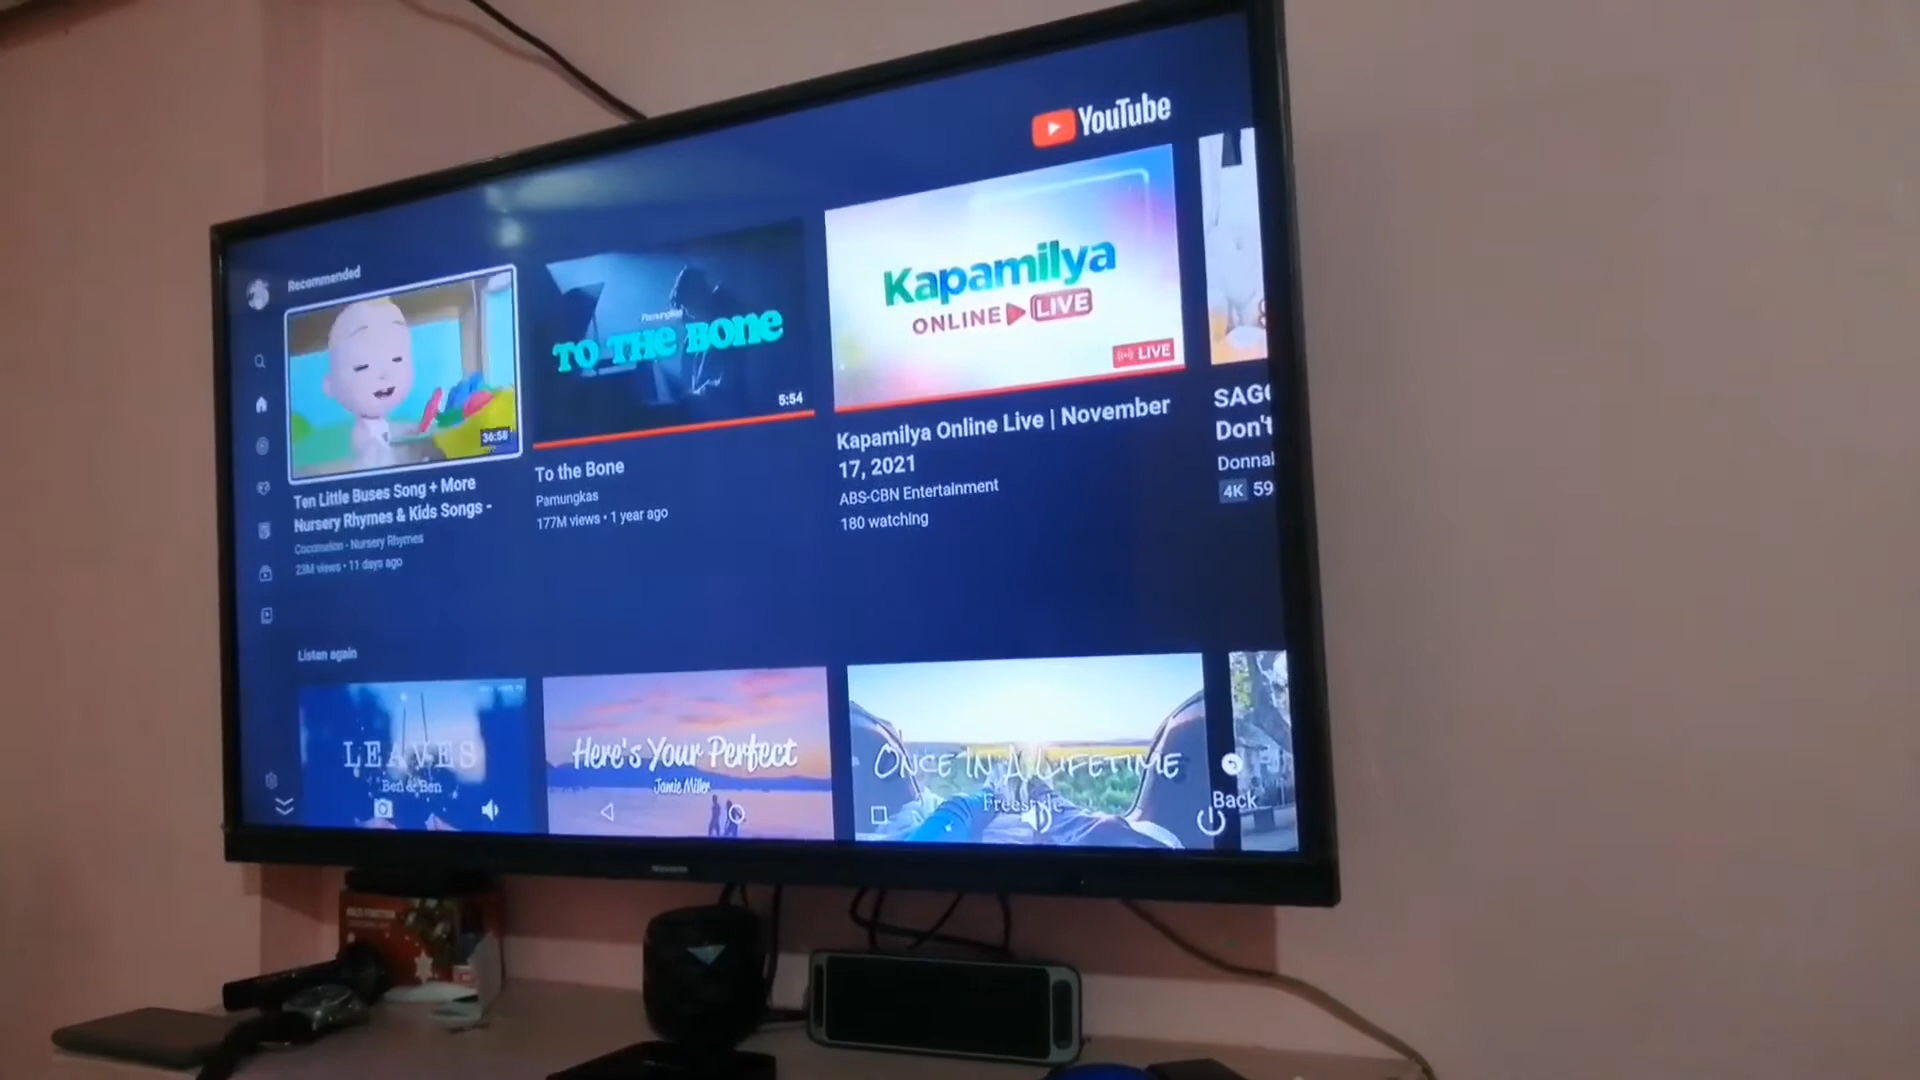 YouTube
Recommended
36:58
Pamungkas
TO THE BONE
5:54
Kapamilya
ONLINE LIVE
LIVE
Ten Little Buses Song + More
Nursery Rhymes & Kids Songs -
Cocomelon - Nursery Rhymes
23M views • 11 days ago
To the Bone
Pamungkas
177M views • 1 year ago
Kapamilya Online Live | November
17, 2021
ABS-CBN Entertainment
180 watching
Don't
4K 59
Listen again
LEAVES
Ben & Ben
Here's Your Perfect
Jamie Miller
ONCE IN A LIFETIME
Freestyle
Back